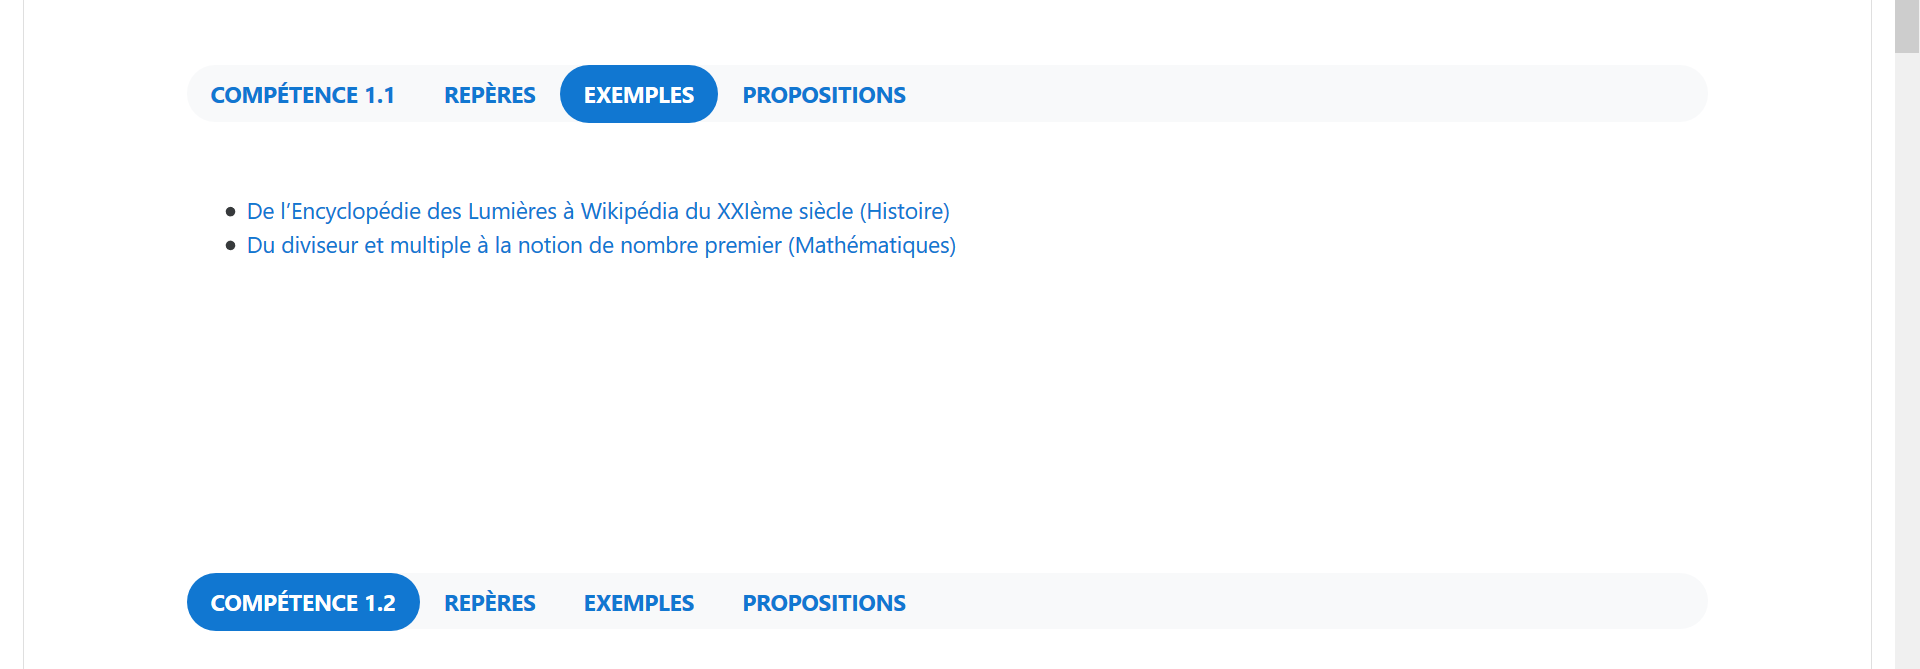 COMPÉTENCE 1.1 REPÈRES EXEMPLES PROPOSITIONS
De l’Encyclopédie des Lumières à Wikipédia du XXIème siècle (Histoire)
Du diviseur et multiple à la notion de nombre premier (Mathématiques)
COMPÉTENCE 1.2 REPÈRES EXEMPLES PROPOSITIONS